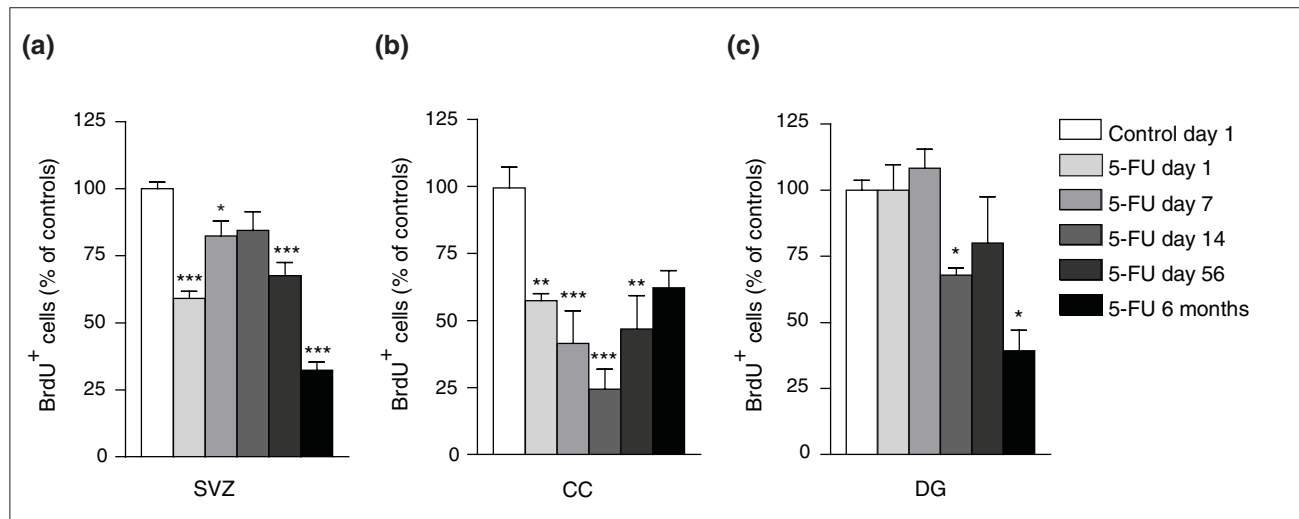 (a)
BrdU+ cells (% of controls)
125
100
75
50
25
0
***
*
***
***
SVZ
(b)
BrdU+ cells (% of controls)
125
100
75
50
25
0
**
***
***
**
CC
(c)
BrdU+ cells (% of controls)
125
100
75
50
25
0
*
*
DG
Control day 1
5-FU day 1
5-FU day 7
5-FU day 14
5-FU day 56
5-FU 6 months